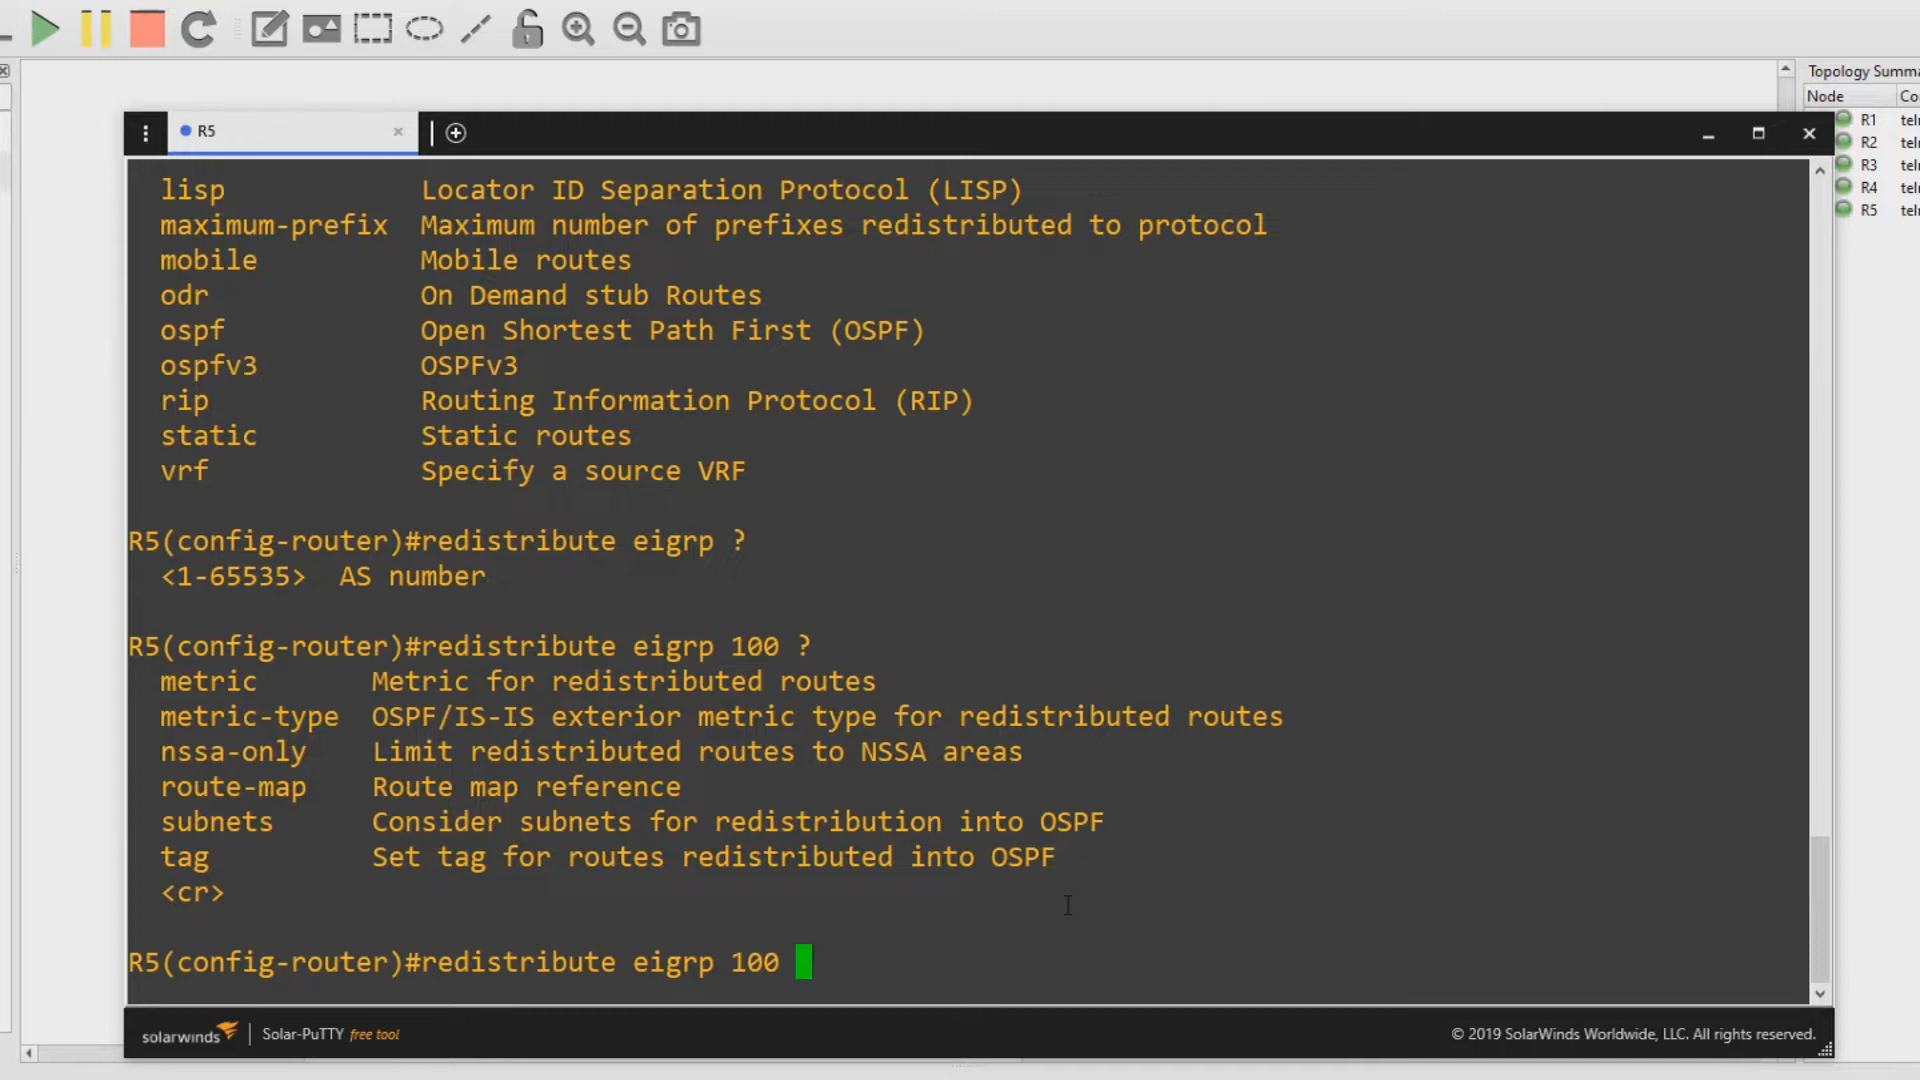 Topology Summa
Node Co
R5
R1 tel
R2 tel
R3 tel
R4 tel
R5 tel
lisp Locator ID Separation Protocol (LISP)
maximum-prefix Maximum number of prefixes redistributed to protocol
mobile Mobile routes
odr On Demand stub Routes
ospf Open Shortest Path First (OSPF)
ospfv3 OSPFv3
rip Routing Information Protocol (RIP)
static Static routes
vrf Specify a source VRF
R5(config-router)#redistribute eigrp ?
<1-65535> AS number
R5(config-router)#redistribute eigrp 100 ?
metric Metric for redistributed routes
metric-type OSPF/IS-IS exterior metric type for redistributed routes
nssa-only Limit redistributed routes to NSSA areas
route-map Route map reference
subnets Consider subnets for redistribution into OSPF
tag Set tag for routes redistributed into OSPF
<cr>
R5(config-router)#redistribute eigrp 100
solarwinds Solar-PuTTY free tool
© 2019 SolarWinds Worldwide, LLC. All rights reserved.